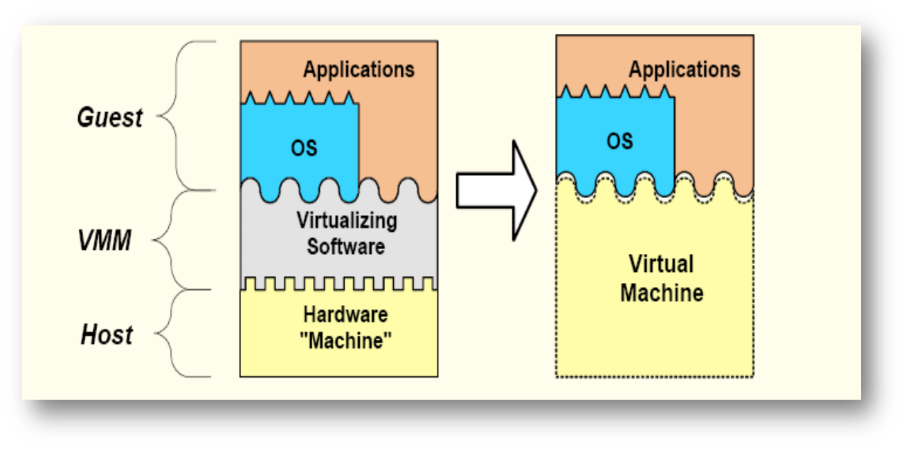 Guest
VMM
Host
Applications
OS
Virtualizing
Software
Hardware
"Machine"
Applications
OS
Virtual
Machine